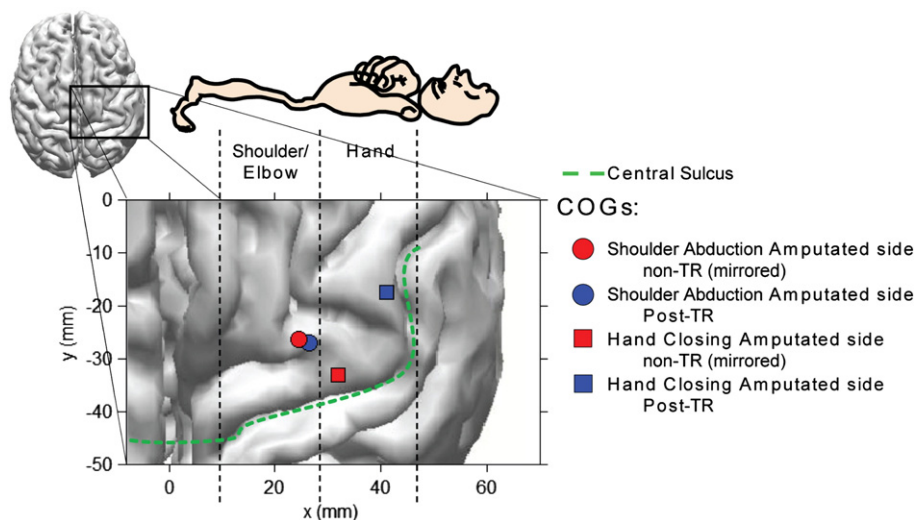 Shoulder/
Elbow
Hand
Central Sulcus
COGs:
Shoulder Abduction Amputated side
non-TR (mirrored)
Shoulder Abduction Amputated side
Post-TR
Hand Closing Amputated side
non-TR (mirrored)
Hand Closing Amputated side
Post-TR
0
-10
-20
-30
-40
-50
y (mm)
0
20
40
60
x (mm)